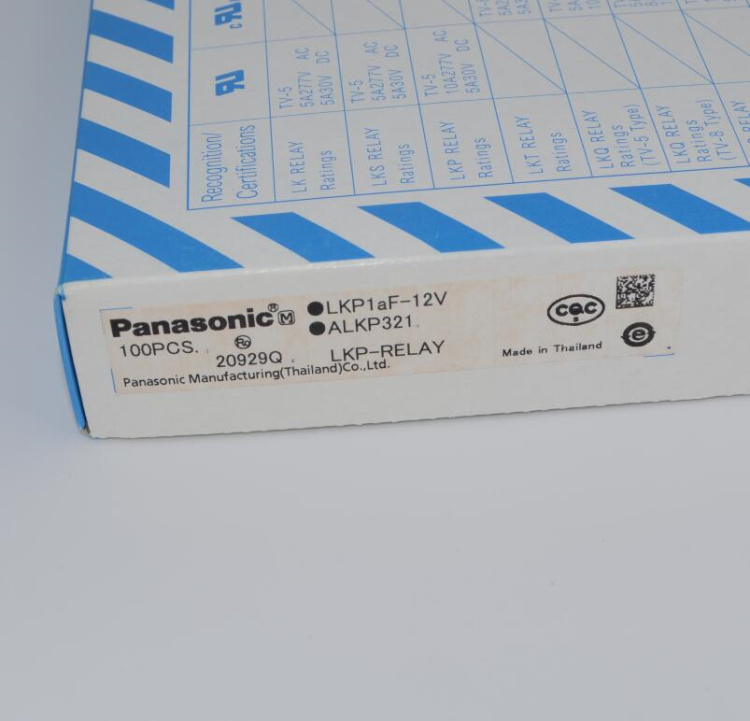 Recognition/
Certifications
LK RELAY
Ratings
TV-5
5A277V AC
5A30V DC
LKS RELAY
Ratings
TV-5
5A277V AC
5A30V DC
LKP RELAY
Ratings
TV-5
10A277V AC
5A30V DC
LKT RELAY
Ratings
LKQ RELAY
Ratings
(TV-5 Type)
LKQ RELAY
Ratings
(TV-8 Type)
RELAY
Panasonic® M
●LKP1aF-12V
●ALKP321
100PCS.
20929Q
LKP-RELAY
Panasonic Manufacturing(Thailand)Co.,Ltd.
CQC
Made in Thailand
e